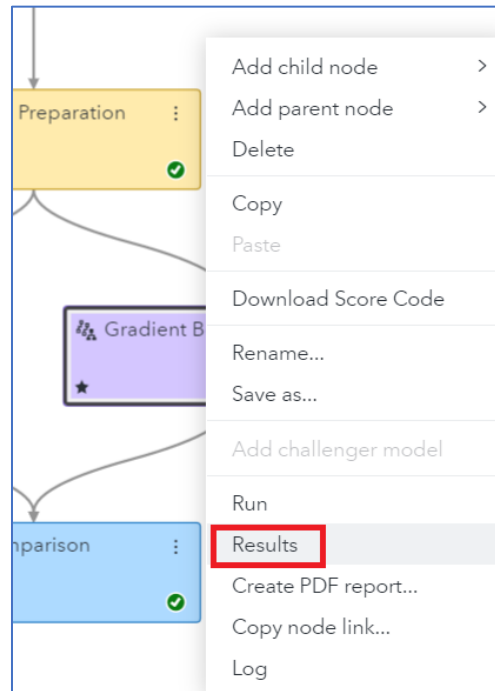 Add child node
Add parent node
Preparation
Delete
Copy
Paste
Download Score Code
Gradient B
Rename...
Save as...
Add challenger model
Run
nparison
Results
Create PDF report...
Copy node link...
Log